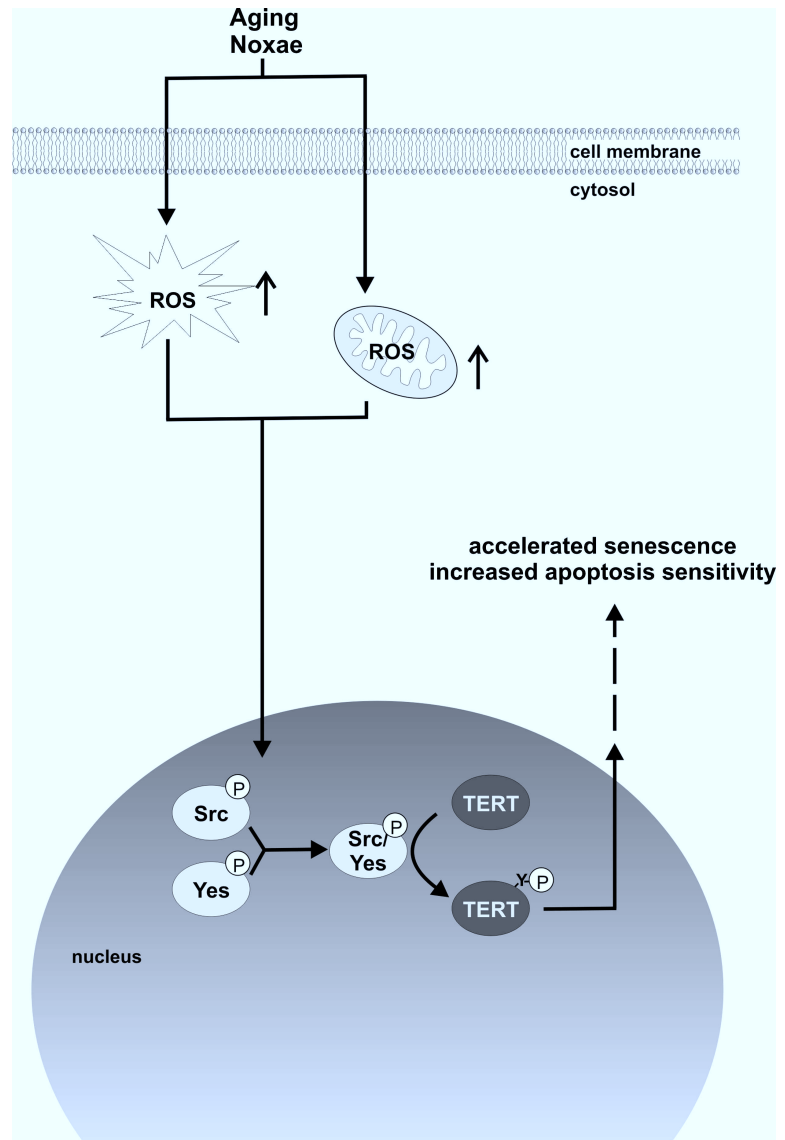 Aging
Noxae
cell membrane
cytosol
ROS
ROS
accelerated senescence
increased apoptosis sensitivity
P
Src
P
Yes
P
Src/
Yes
TERT
Y-P
TERT
nucleus